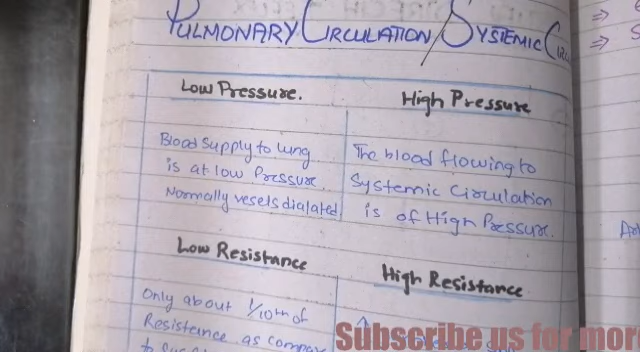 PULMONARY CIRCULATION / SYSTEMIC
Low Pressure.
Blood Supply to lung
is at low Pressure.
Normally vesels dialated
Low Resistance
Only about 1/10th of
Resistance as
High Pressure
The blood flowing to
Systemic Circulation
is of High Pressure.
High Resistance
Subscribe us for mor